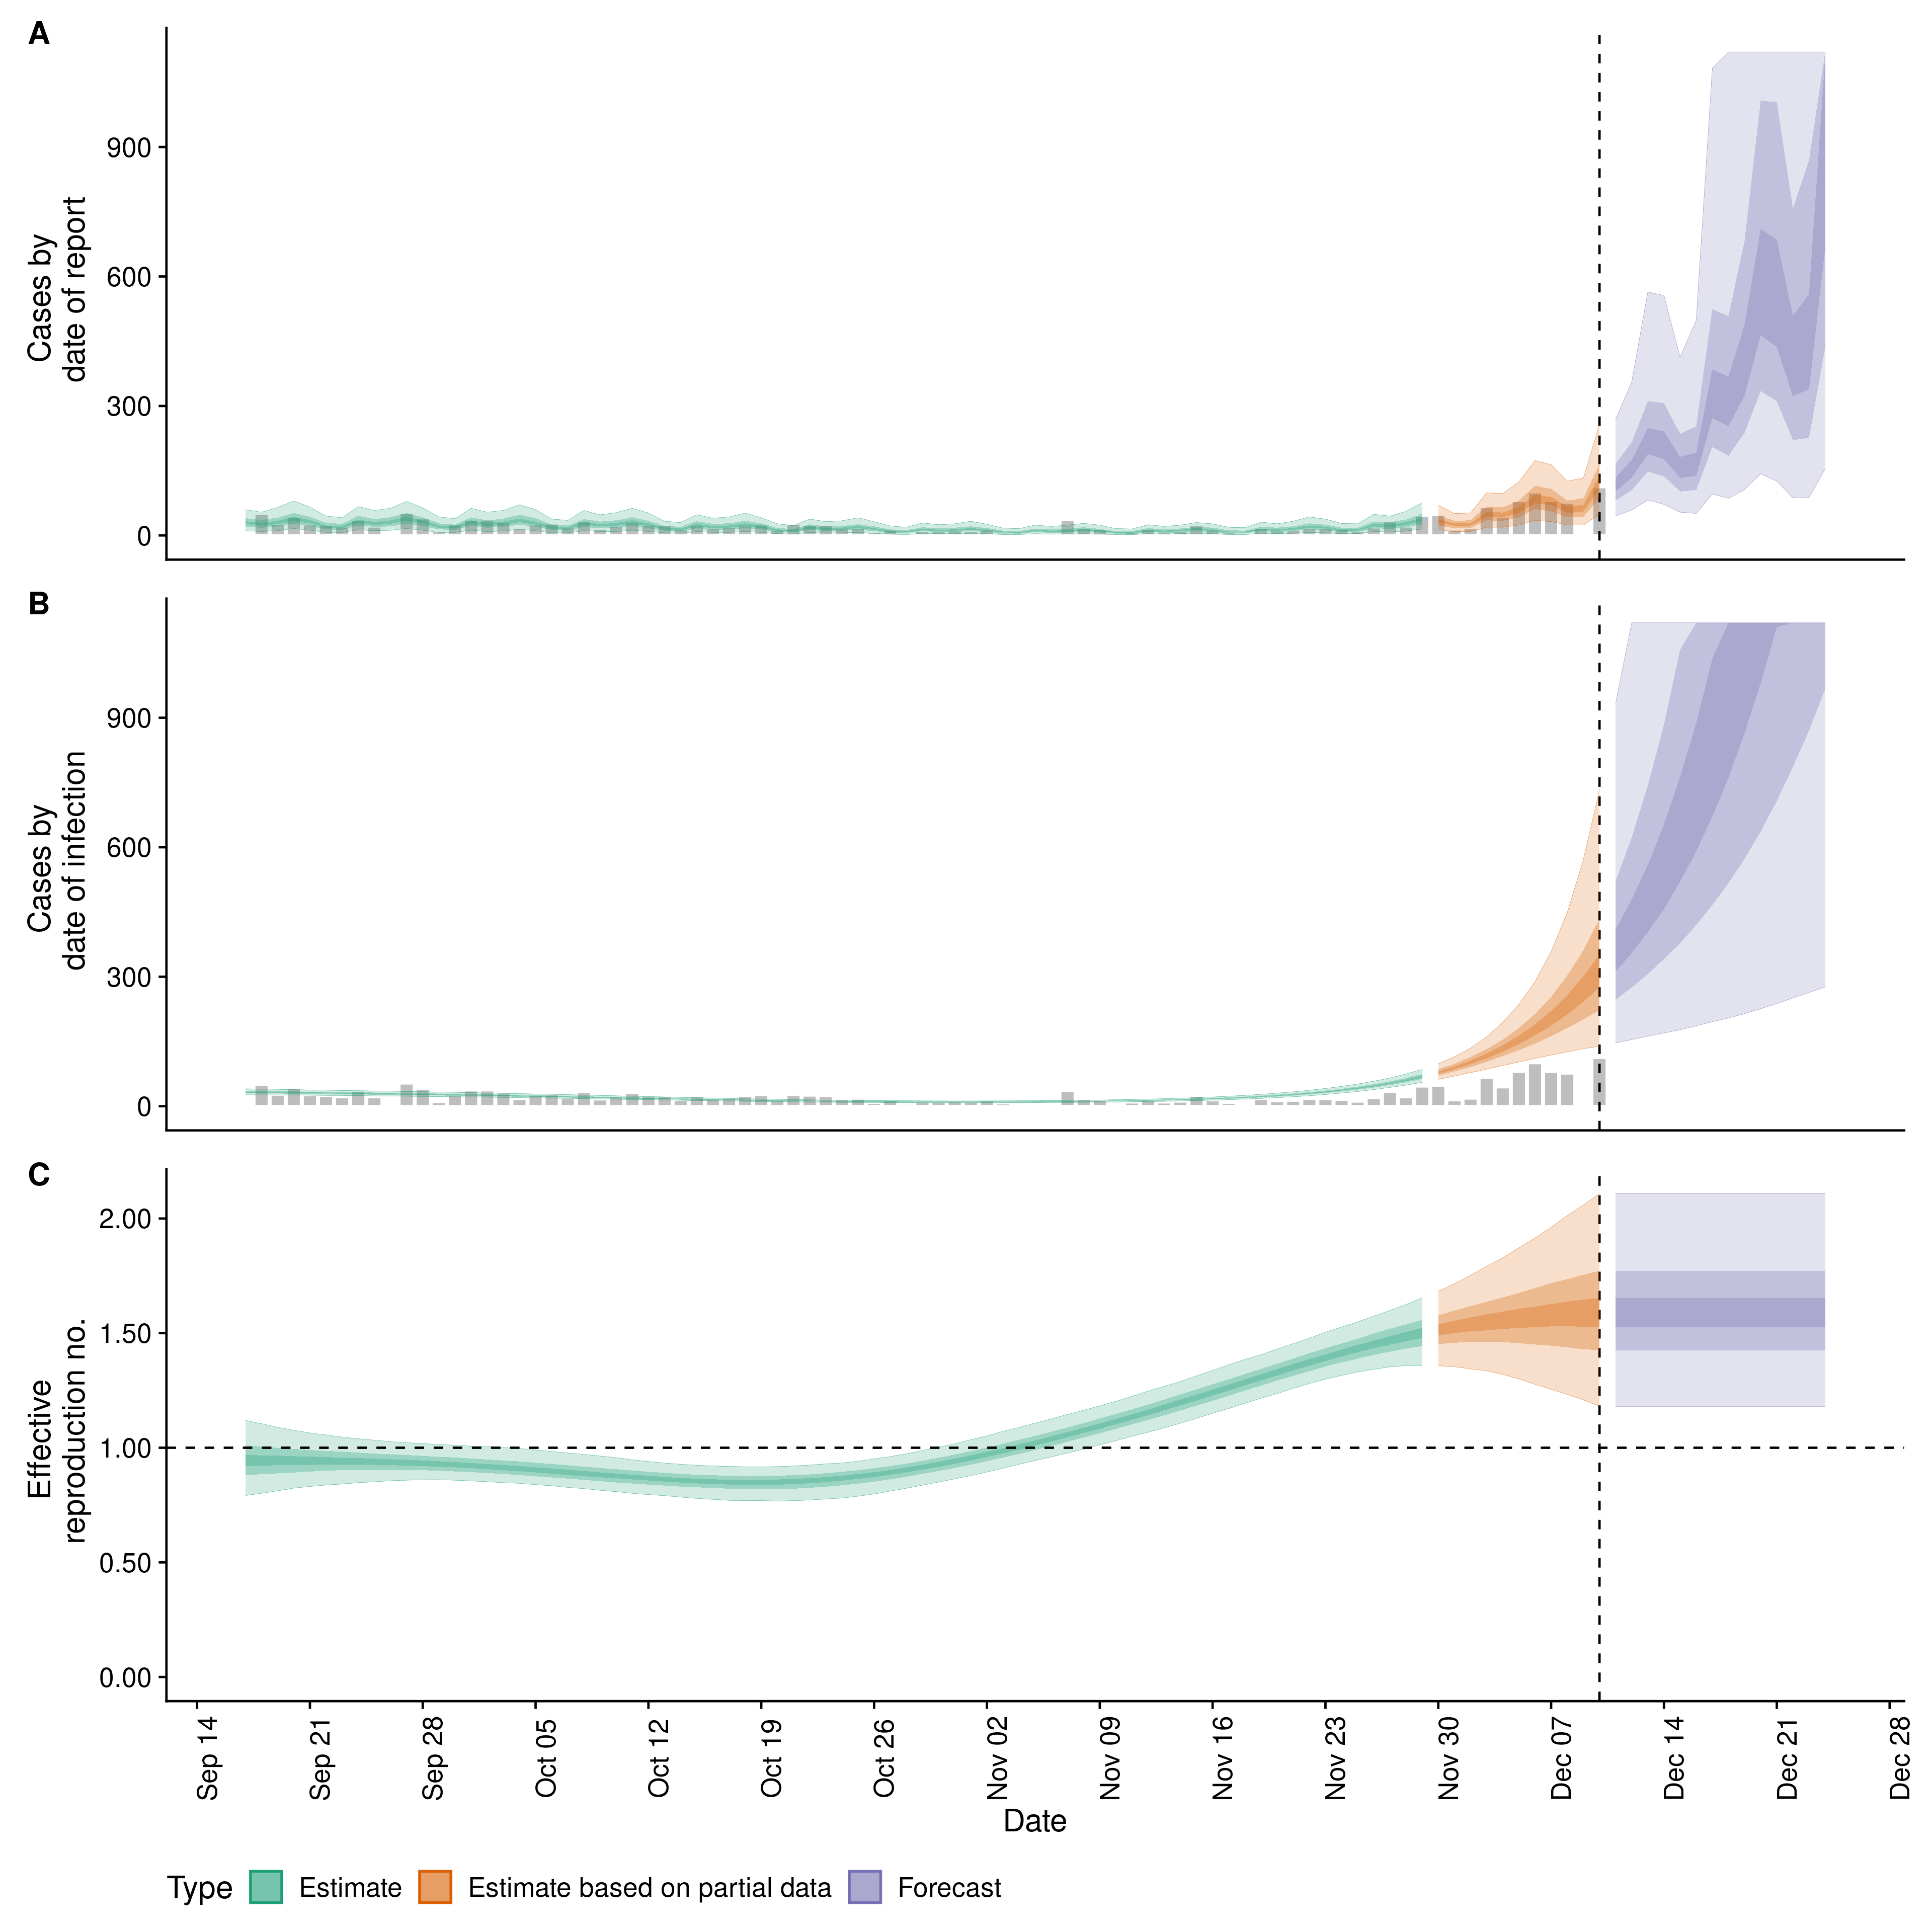 A
Cases by
date of report
900
600
300
0
B
Cases by
date of infection
900
600
300
0
C
Effective
reproduction no.
2.00
1.50
1.00
0.50
0.00
Sep 14
Sep 21
Sep 28
Oct 05
Oct 12
Oct 19
Oct 26
Nov 02
Nov 09
Nov 16
Nov 23
Nov 30
Dec 07
Dec 14
Dec 21
Dec 28
Date
Type Estimate Estimate based on partial data Forecast